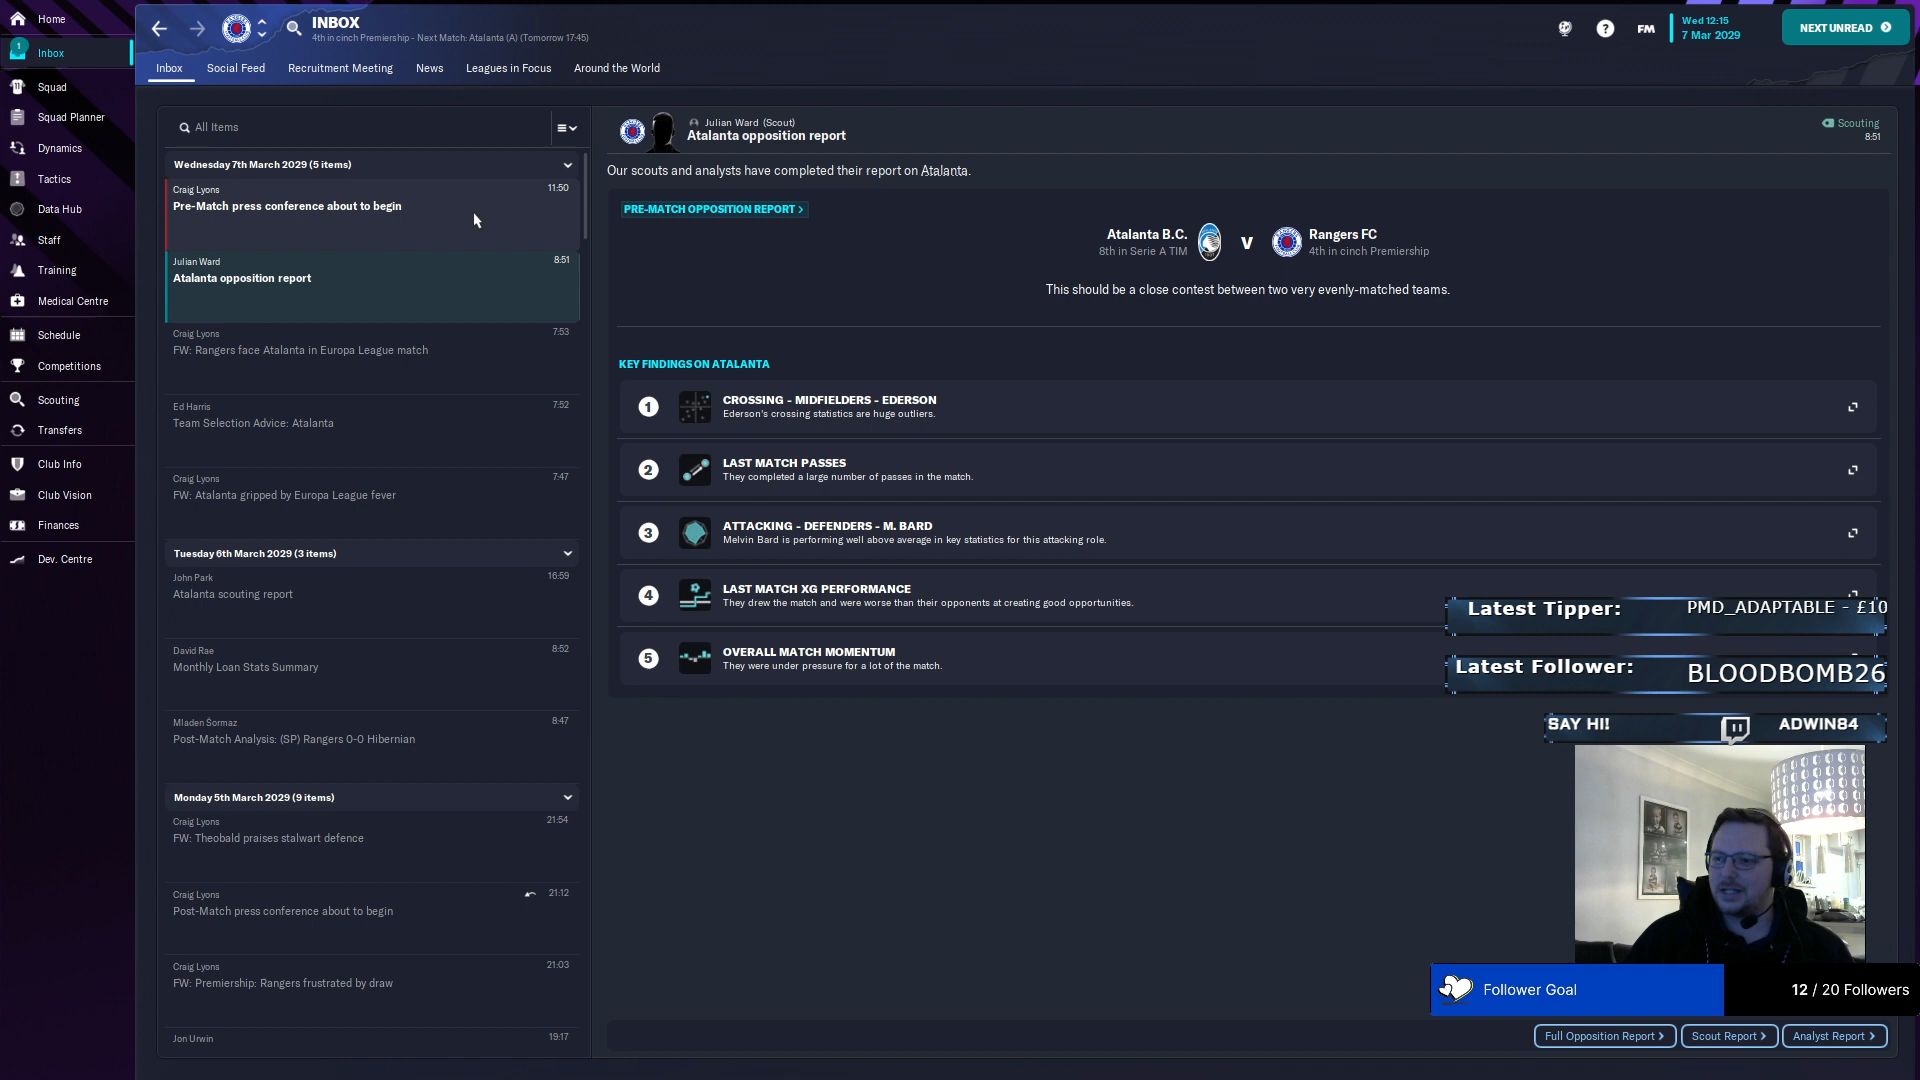 Home
1
Inbox
Squad
Squad Planner
Dynamics
Tactics
Data Hub
Staff
Training
Medical Centre
Schedule
Competitions
Scouting
Transfers
Club Info
Club Vision
Finances
Dev. Centre
INBOX
4th in cinch Premiership - Next Match: Atalanta (A) (Tomorrow 17:45)
?
FM
Wed 12:15
7 Mar 2029
NEXT UNREAD
Inbox
Social Feed
Recruitment Meeting
News
Leagues in Focus
Around the World
All Items
Wednesday 7th March 2029 (5 items)
Craig Lyons
11:50
Pre-Match press conference about to begin
Julian Ward
8:51
Atalanta opposition report
Craig Lyons
7:53
FW: Rangers face Atalanta in Europa League match
Ed Harris
7:52
Team Selection Advice: Atalanta
Craig Lyons
7:47
FW: Atalanta gripped by Europa League fever
Tuesday 6th March 2029 (3 items)
John Park
16:59
Atalanta scouting report
David Rae
8:52
Monthly Loan Stats Summary
Mladen Šormaz
8:47
Post-Match Analysis: (SP) Rangers 0-0 Hibernian
Monday 5th March 2029 (9 items)
Craig Lyons
21:54
FW: Theobald praises stalwart defence
Craig Lyons
21:12
Post-Match press conference about to begin
Craig Lyons
21:03
FW: Premiership: Rangers frustrated by draw
Jon Urwin
19:17
Julian Ward (Scout)
Atalanta opposition report
Scouting
8:51
Our scouts and analysts have completed their report on Atalanta.
PRE-MATCH OPPOSITION REPORT >
Atalanta B.C.
8th in Serie A TIM
V
Rangers FC
4th in cinch Premiership
This should be a close contest between two very evenly-matched teams.
KEY FINDINGS ON ATALANTA
1
CROSSING - MIDFIELDERS - EDERSON
Ederson's crossing statistics are huge outliers.
2
LAST MATCH PASSES
They completed a large number of passes in the match.
3
ATTACKING - DEFENDERS - M. BARD
Melvin Bard is performing well above average in key statistics for this attacking role.
4
LAST MATCH XG PERFORMANCE
They drew the match and were worse than their opponents at creating good opportunities.
5
OVERALL MATCH MOMENTUM
They were under pressure for a lot of the match.
Latest Tipper:
PMD_ADAPTABLE - £10
Latest Follower:
BLOODBOMB26
SAY HI!
ADWIN84
Follower Goal
12 / 20 Followers
Full Opposition Report >
Scout Report >
Analyst Report >